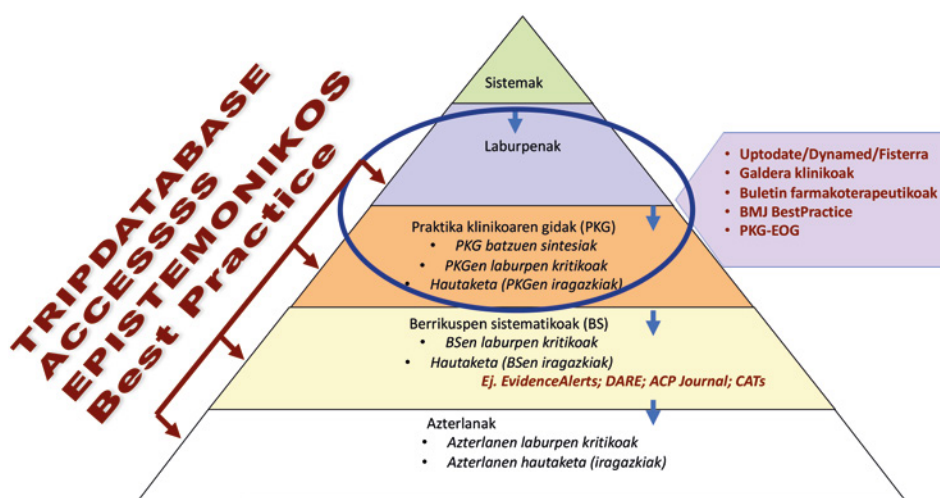 TRIPDATABASE
ACCESSSS
EPISTEMONIKOS
Best Practice
Sistemak
Laburpenak
Praktika klinikoaren gidak (PKG)
• PKG batzuen sintesiak
• PKGen laburpen kritikoak
• Hautaketa (PKGen iragazkiak)
Berrikuspen sistematikoak (BS)
• BSen laburpen kritikoak
• Hautaketa (BSen iragazkiak)
Ej. EvidenceAlerts; DARE; ACP Journal; CATs
Azterlanak
• Azterlanen laburpen kritikoak
• Azterlanen hautaketa (iragazkiak)
• Uptodate/Dynamed/Fisterra
• Galdera klinikoak
• Buletin farmakoterapeutikoak
• BMJ BestPractice
• PKG-EOG